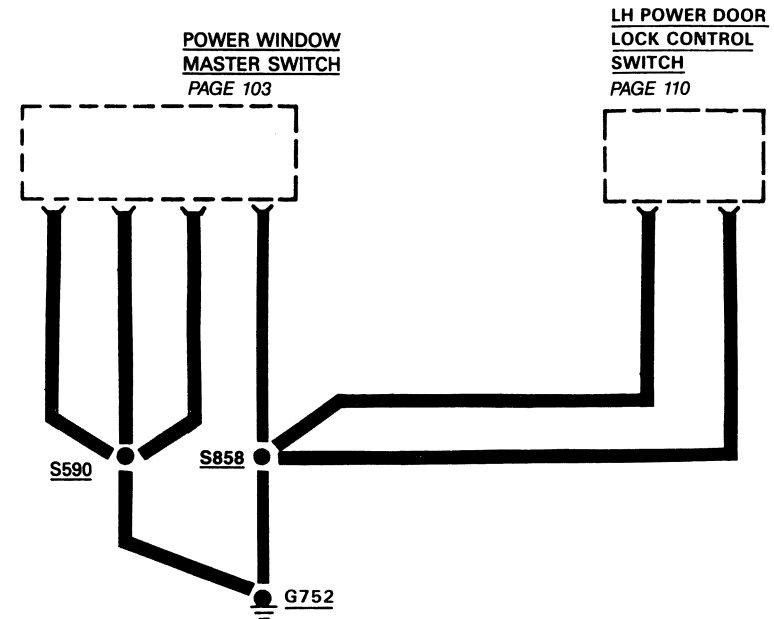 POWER WINDOW
MASTER SWITCH
PAGE 103
LH POWER DOOR
LOCK CONTROL
SWITCH
PAGE 110
S590
S858
G752